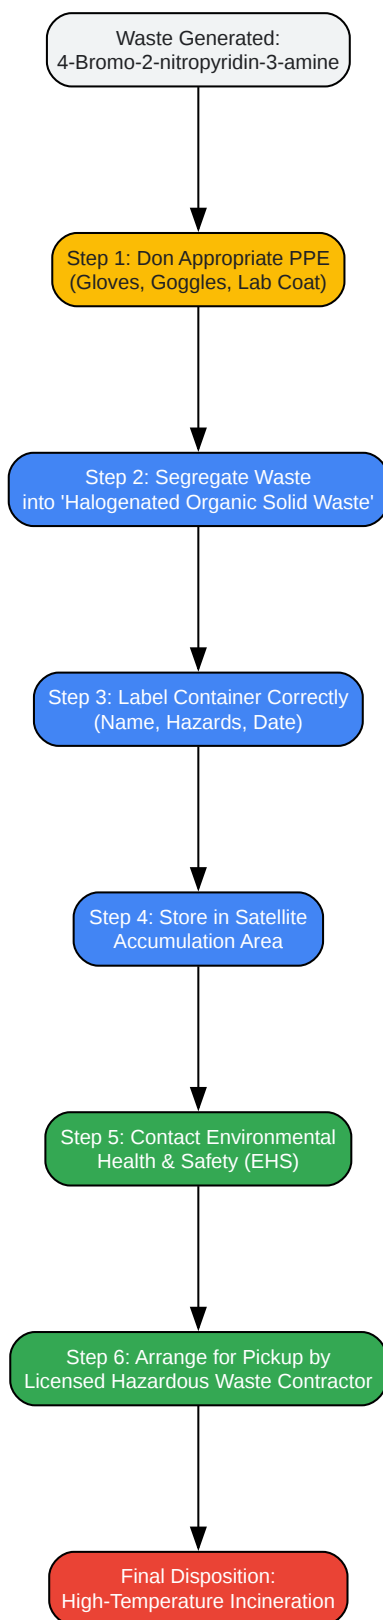 Waste Generated:
4-Bromo-2-nitropyridin-3-amine
Step 1: Don Appropriate PPE
(Gloves, Goggles, Lab Coat)
Step 2: Segregate Waste
into 'Halogenated Organic Solid Waste'
Step 3: Label Container Correctly
(Name, Hazards, Date)
Step 4: Store in Satellite
Accumulation Area
Step 5: Contact Environmental
Health & Safety (EHS)
Step 6: Arrange for Pickup by
Licensed Hazardous Waste Contractor
Final Disposition:
High-Temperature Incineration